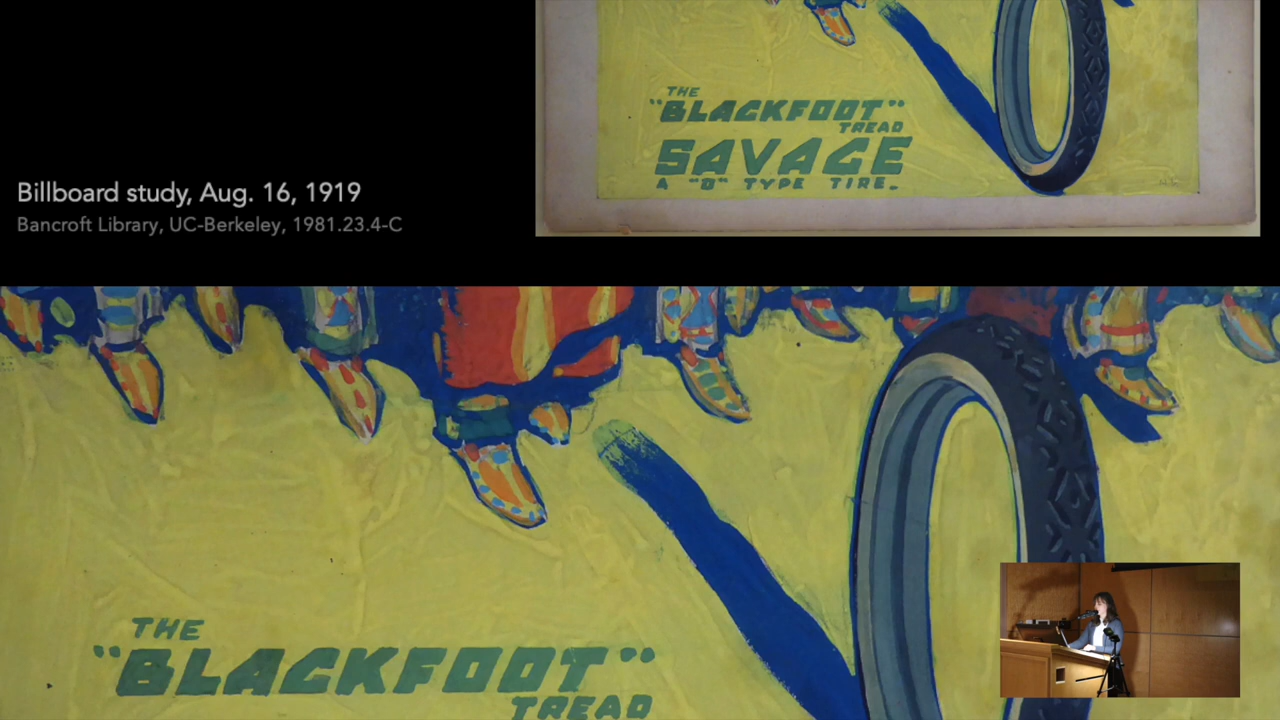 THE
"BLACKFOOT"
TREAD
SAVAGE
A "O" TYPE TIRE.
Billboard study, Aug. 16, 1919
Bancroft Library, UC-Berkeley, 1981.23.4-C
THE
"BLACKFOOT"
TREAD